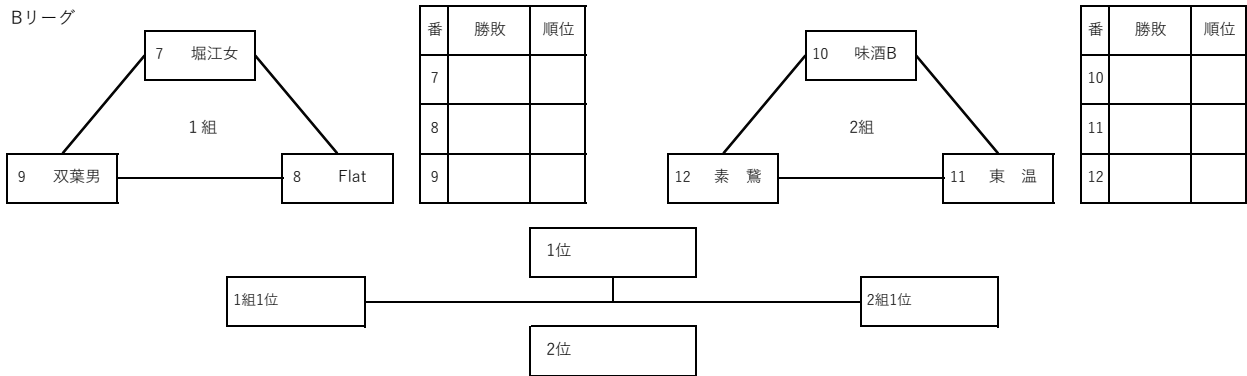 Bリーグ
7 堀江女
1組
9 双葉男
8 Flat
番 勝敗 順位
7
8
9
10 味酒B
2組
12 素 鵞
11 東 温
番 勝敗 順位
10
11
12
1位
1組1位
2組1位
2位